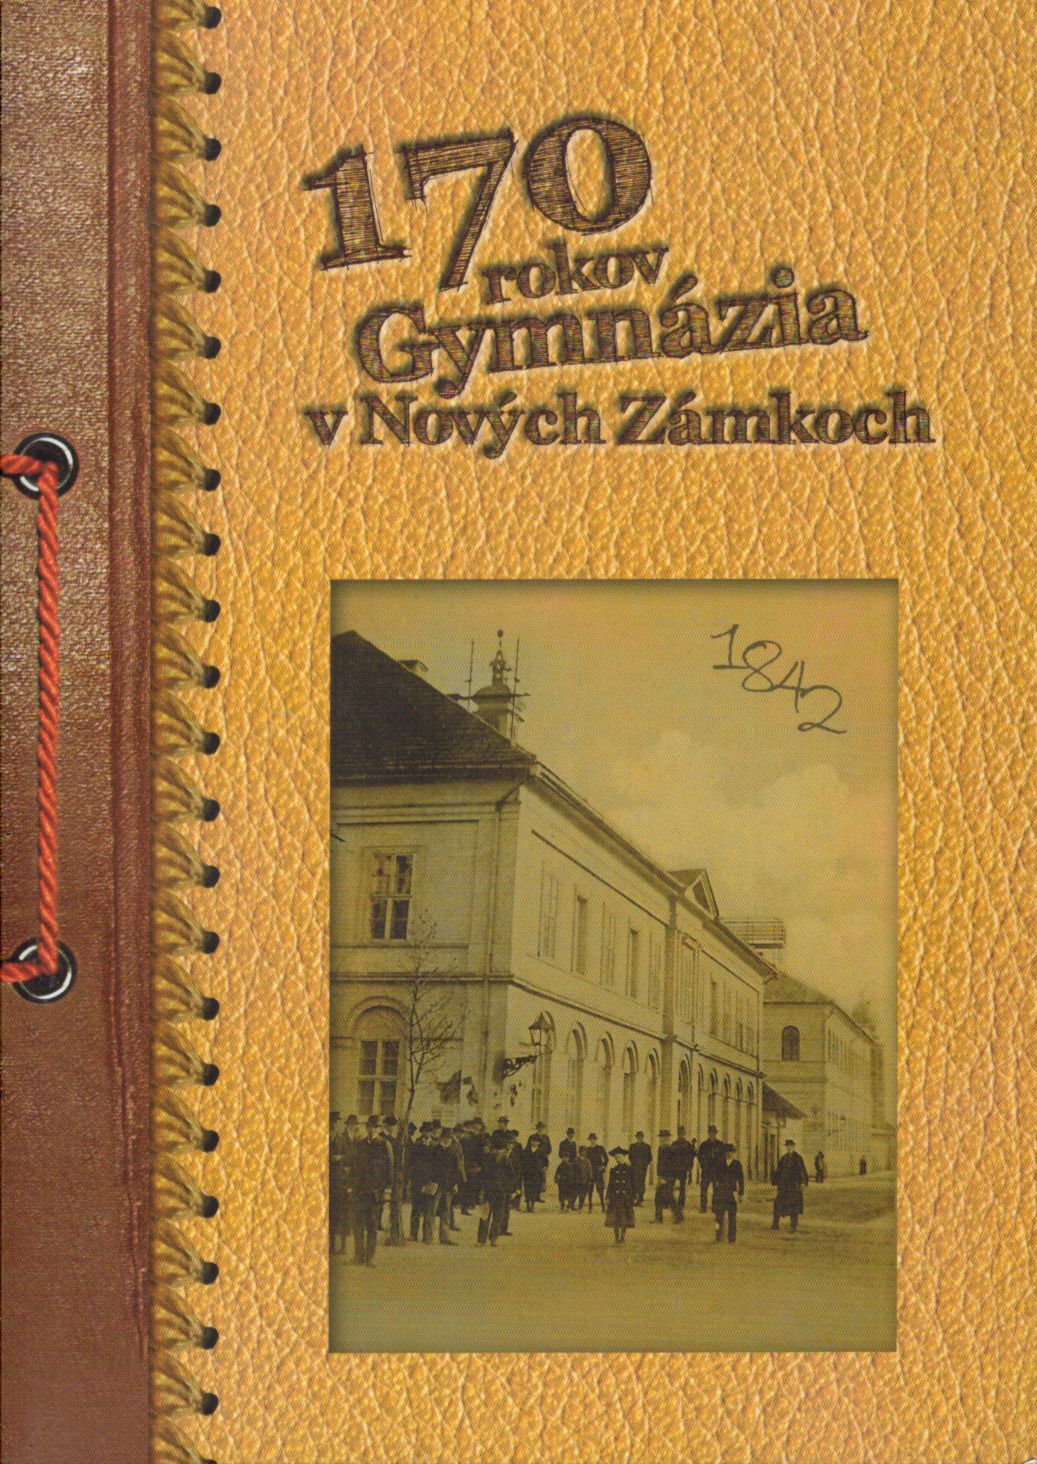 170
rokov
Gymnázia
v Nových Zámkoch
1842